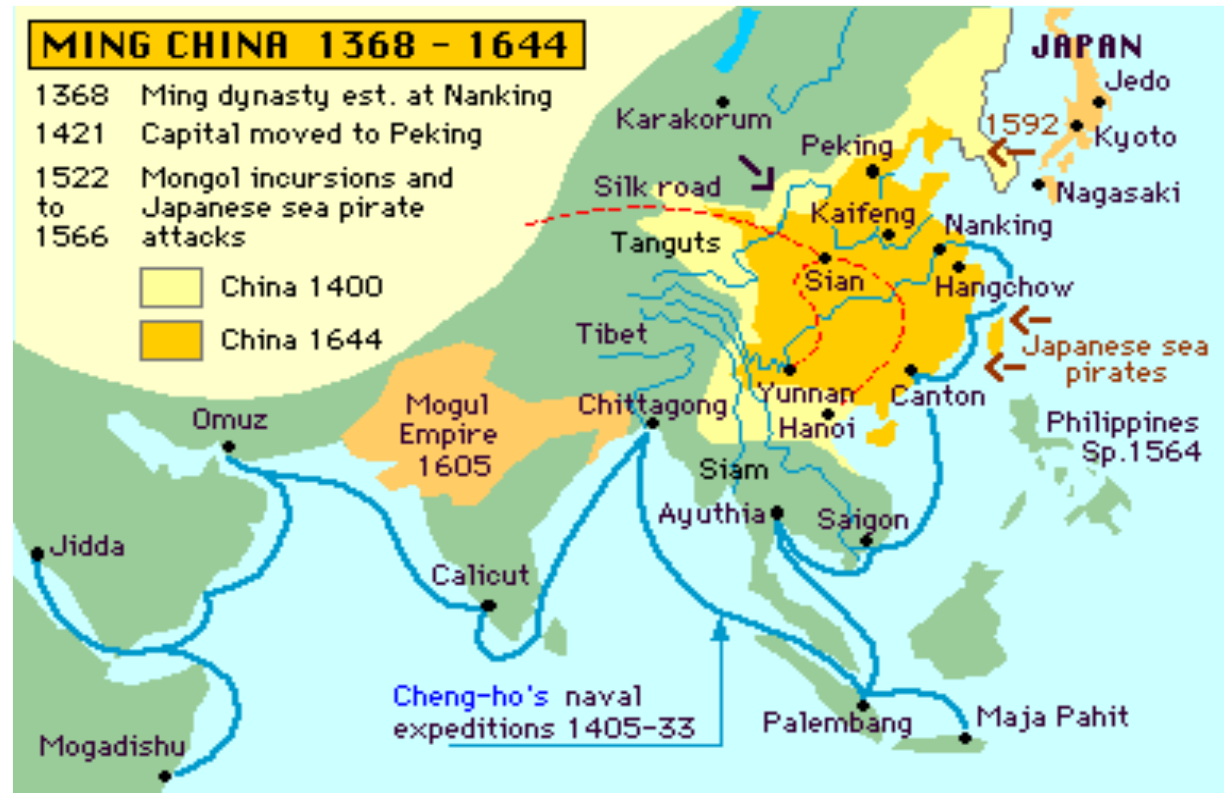 MING CHINA 1368 - 1644
1368 Ming dynasty est. at Nanking
1421 Capital moved to Peking
1522 Mongol incursions and
to Japanese sea pirate
1566 attacks
China 1400
China 1644
JAPAN
Jedo
Karakorum
1592
Kyoto
Peking
Silk road
Nagasaki
Kaifeng
Nanking
Tanguts
Sian
Hangchow
Tibet
Japanese sea
pirates
Yunnan
Canton
Mogul
Empire
1605
Chittagong
Omuz
Hanoi
Philippines
Sp.1564
Siam
Ayuthia
Saigon
Jidda
Calicut
Cheng-ho's naval
expeditions 1405-33
Palembang
Maja Pahit
Mogadishu